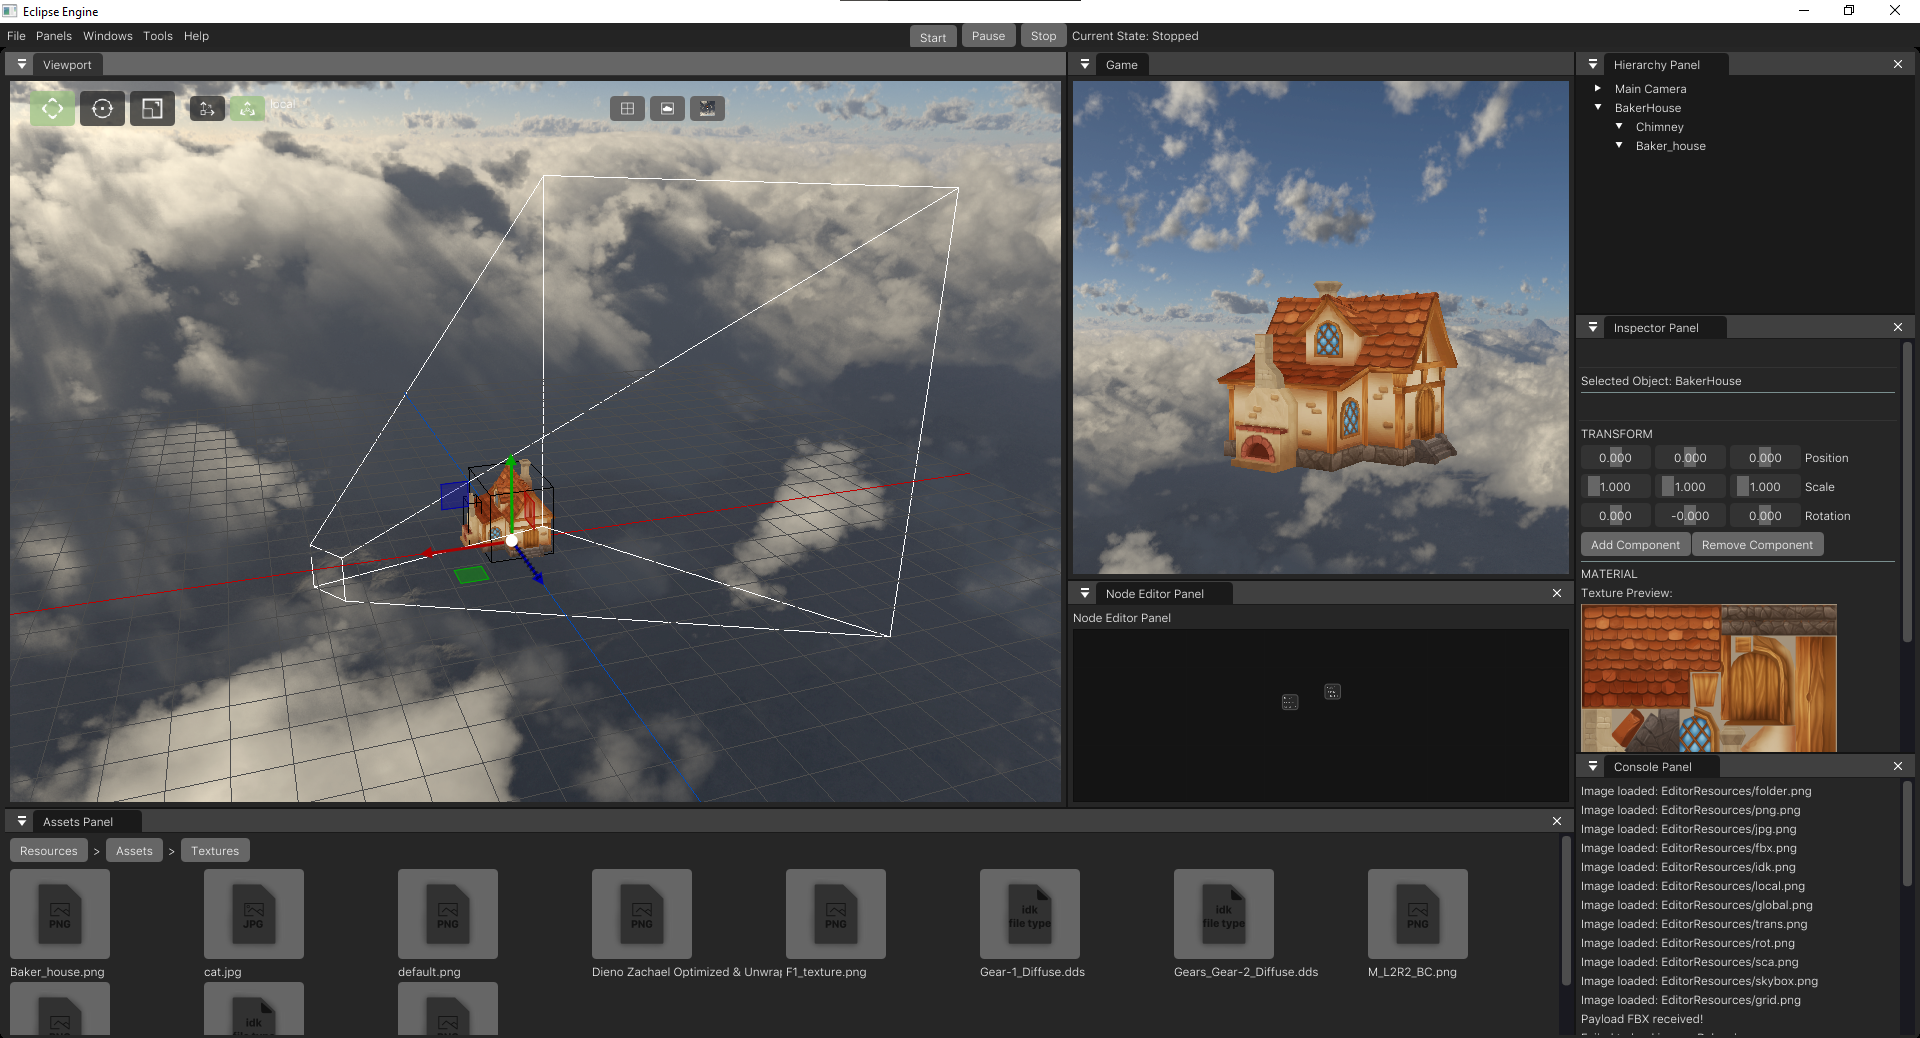 Eclipse Engine
File Panels Windows Tools Help
Start Pause Stop Current State: Stopped
Viewport
local
Game
Hierarchy Panel
Main Camera
BakerHouse
Chimney
Baker_house
Inspector Panel
Selected Object: BakerHouse
TRANSFORM
0.000 0.000 0.000 Position
1.000 1.000 1.000 Scale
0.000 -0.000 0.000 Rotation
Add Component Remove Component
MATERIAL
Texture Preview:
Node Editor Panel
Node Editor Panel
Console Panel
Image loaded: EditorResources/folder.png
Image loaded: EditorResources/png.png
Image loaded: EditorResources/jpg.png
Image loaded: EditorResources/fbx.png
Image loaded: EditorResources/idk.png
Image loaded: EditorResources/local.png
Image loaded: EditorResources/global.png
Image loaded: EditorResources/trans.png
Image loaded: EditorResources/rot.png
Image loaded: EditorResources/sca.png
Image loaded: EditorResources/skybox.png
Image loaded: EditorResources/grid.png
Payload FBX received!
Assets Panel
Resources > Assets > Textures
PNG JPG PNG PNG PNG idk file type idk file type PNG
Baker_house.png cat.jpg default.png Dieno Zachael Optimized & Unwrap F1_texture.png Gear-1_Diffuse.dds Gears_Gear-2_Diffuse.dds M_L2R2_BC.png
PNG idk file type PNG